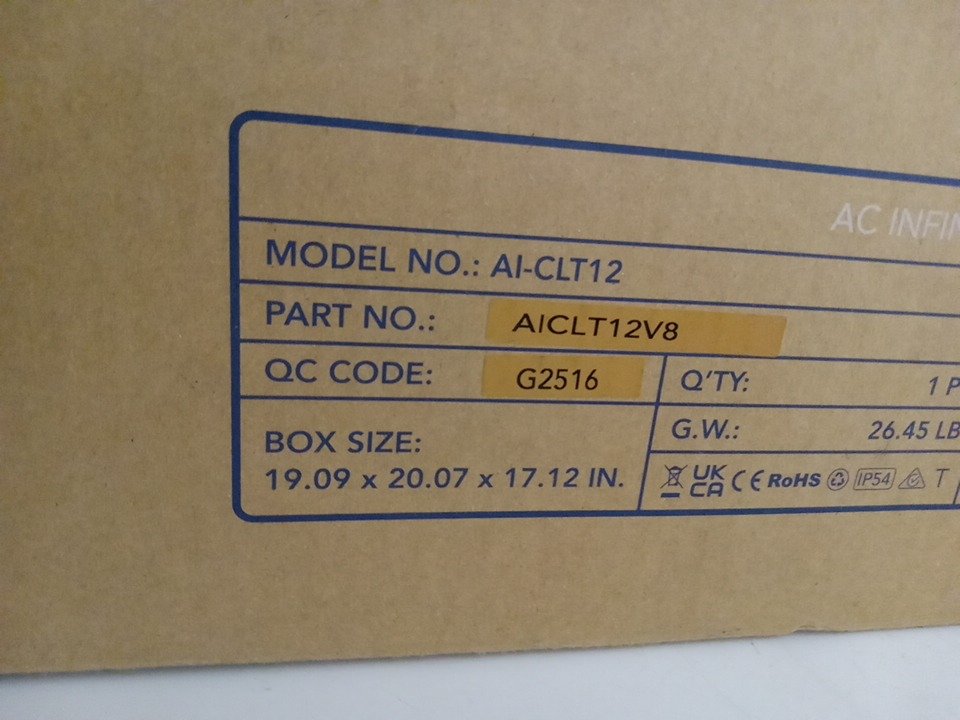 AC INFIN
MODEL NO.: AI-CLT12
PART NO.: AICLT12V8
QC CODE: G2516
Q'TY: 1 P
G.W.: 26.45 LB
BOX SIZE:
19.09 x 20.07 x 17.12 IN.
UK
CA CE RoHS IP54 T